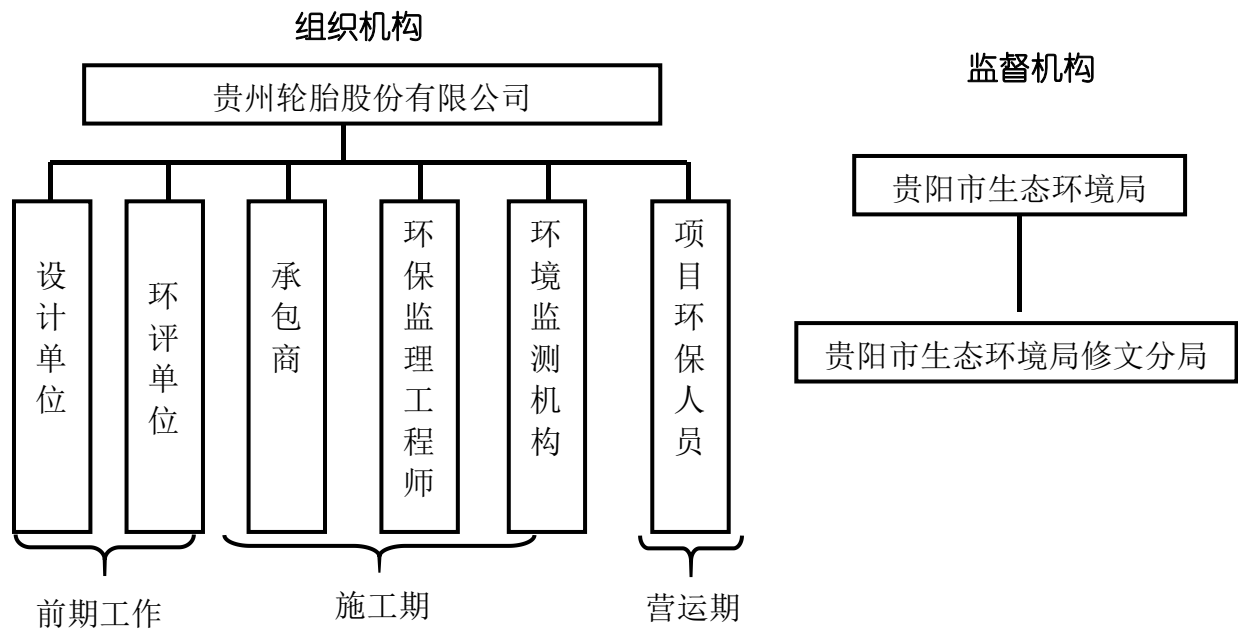 组织机构
监督机构
贵州轮胎股份有限公司
贵阳市生态环境局
贵阳市生态环境局修文分局
设计单位
环评单位
承包商
环保监理工程师
环境监测机构
项目环保人员
前期工作
施工期
营运期